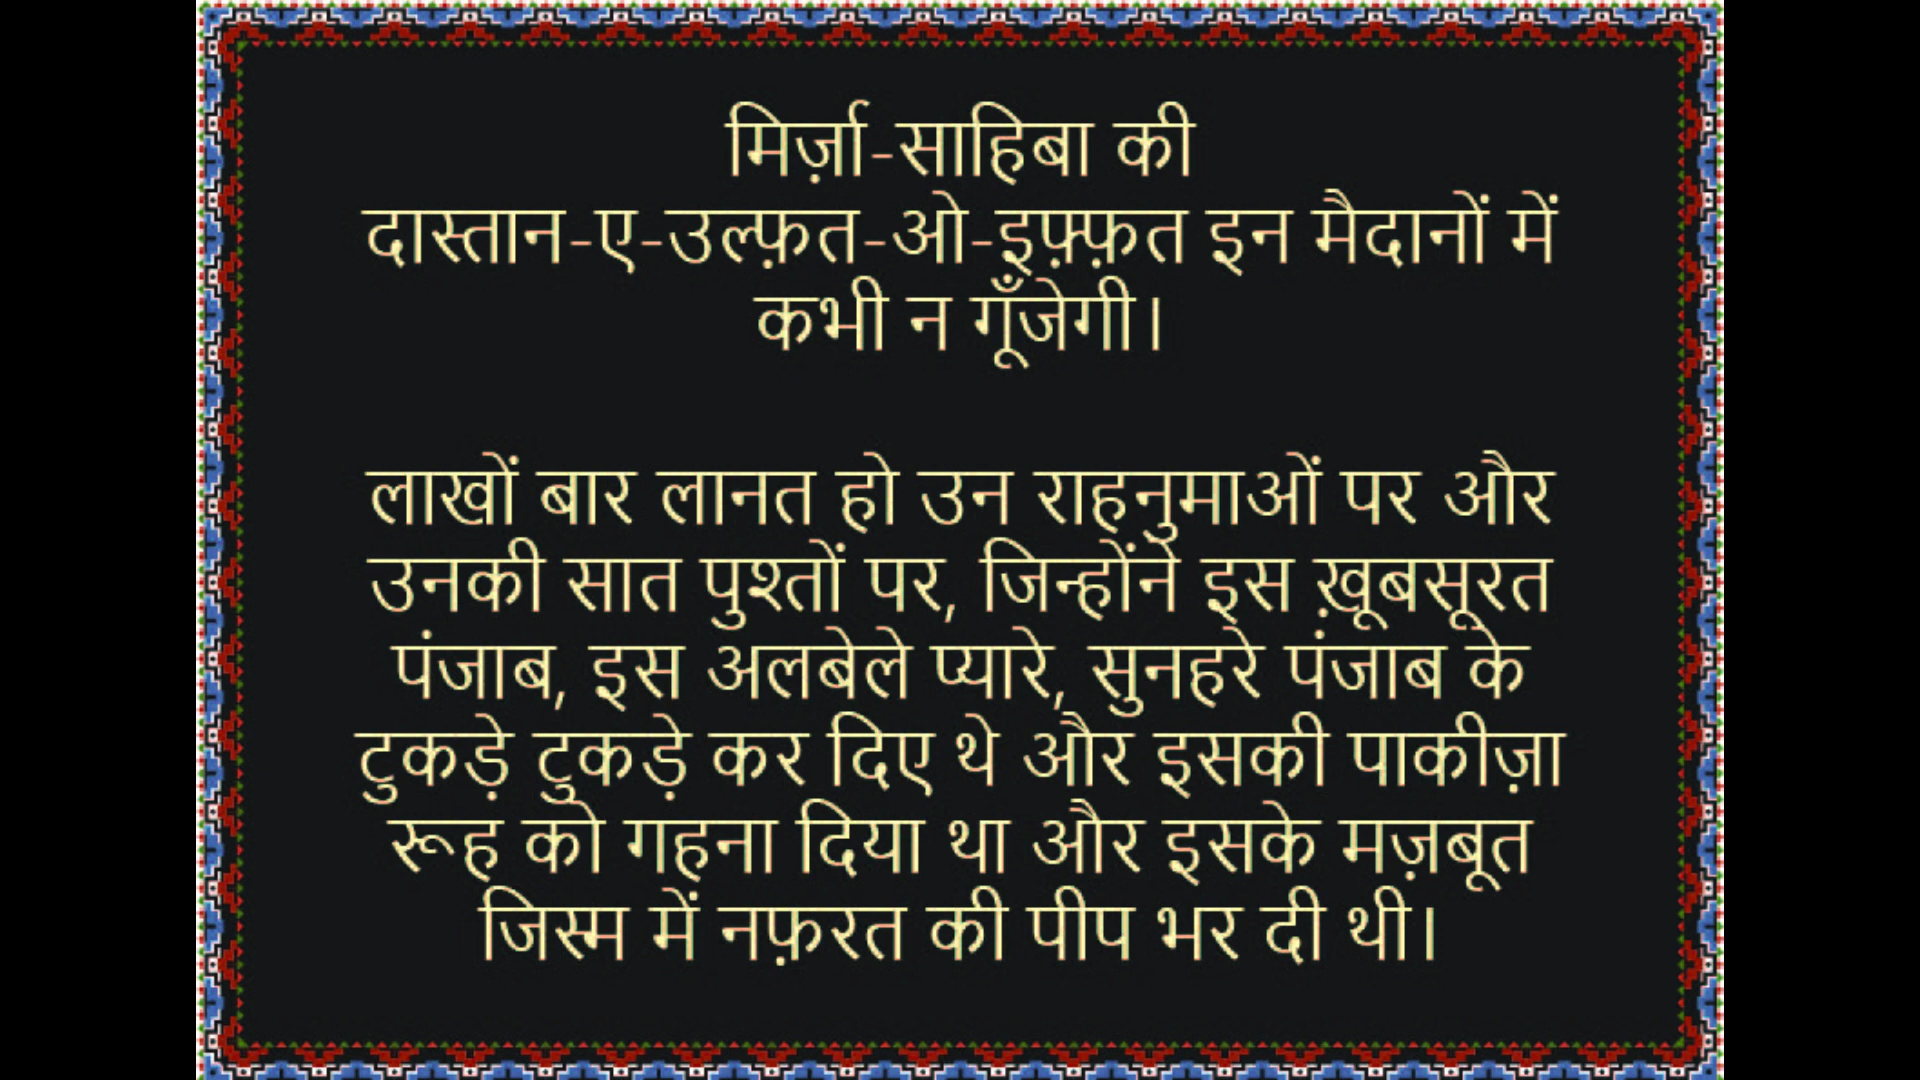 मिर्ज़ा-साहिबा की
दास्तान-ए-उल्फ़त-ओ-इफ़्फ़त इन मैदानों में
कभी न गूँजेगी।
लाखों बार लानत हो उन राहनुमाओं पर और
उनकी सात पुश्तों पर, जिन्होंने इस ख़ूबसूरत
पंजाब, इस अलबेले प्यारे, सुनहरे पंजाब के
टुकड़े टुकड़े कर दिए थे और इसकी पाकीज़ा
रूह को गहना दिया था और इसके मज़बूत
जिस्म में नफ़रत की पीप भर दी थी।